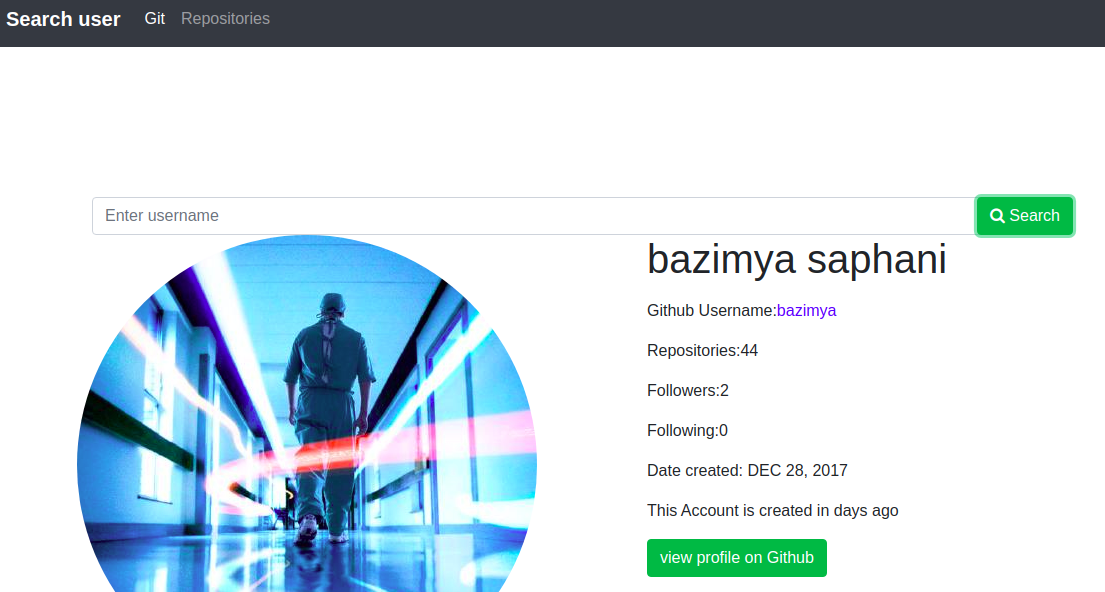 Search user Git Repositories
Enter username Search
bazimya saphani
Github Username:bazimya
Repositories:44
Followers:2
Following:0
Date created: DEC 28, 2017
This Account is created in days ago
view profile on Github